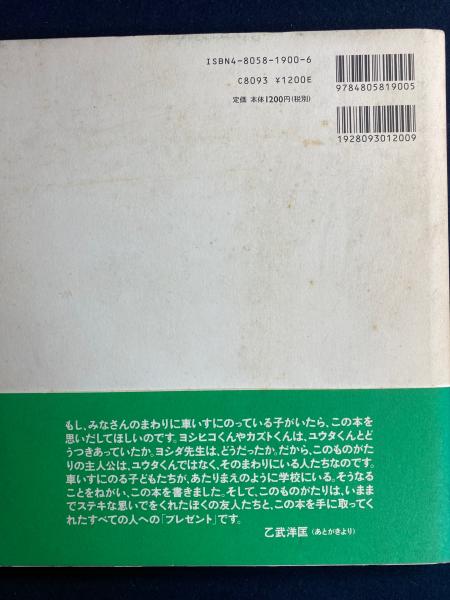 ISBN4-8058-1900-6
C8093 ¥1200E
定価 本体1200円(税別)
9784805819005
1928093012009
もし、みなさんのまわりに車いすにのっている子がいたら、この本を
思いだしてほしいのです。ヨシヒコくんやカズトくんは、ユウタくんとど
うつきあっていたか。ヨシダ先生は、どうだったか。だから、このものがた
りの主人公は、ユウタくんではなく、そのまわりにいる人たちなのです。
車いすにのる子どもたちが、あたりまえのように学校にいる。そうなる
ことをねがい、この本を書きました。そして、このものがたりは、いまま
でステキな思いでをくれたぼくの友人たちと、この本を手に取ってく
れたすべての人への「プレゼント」です。
乙武洋匡(あとがきより)